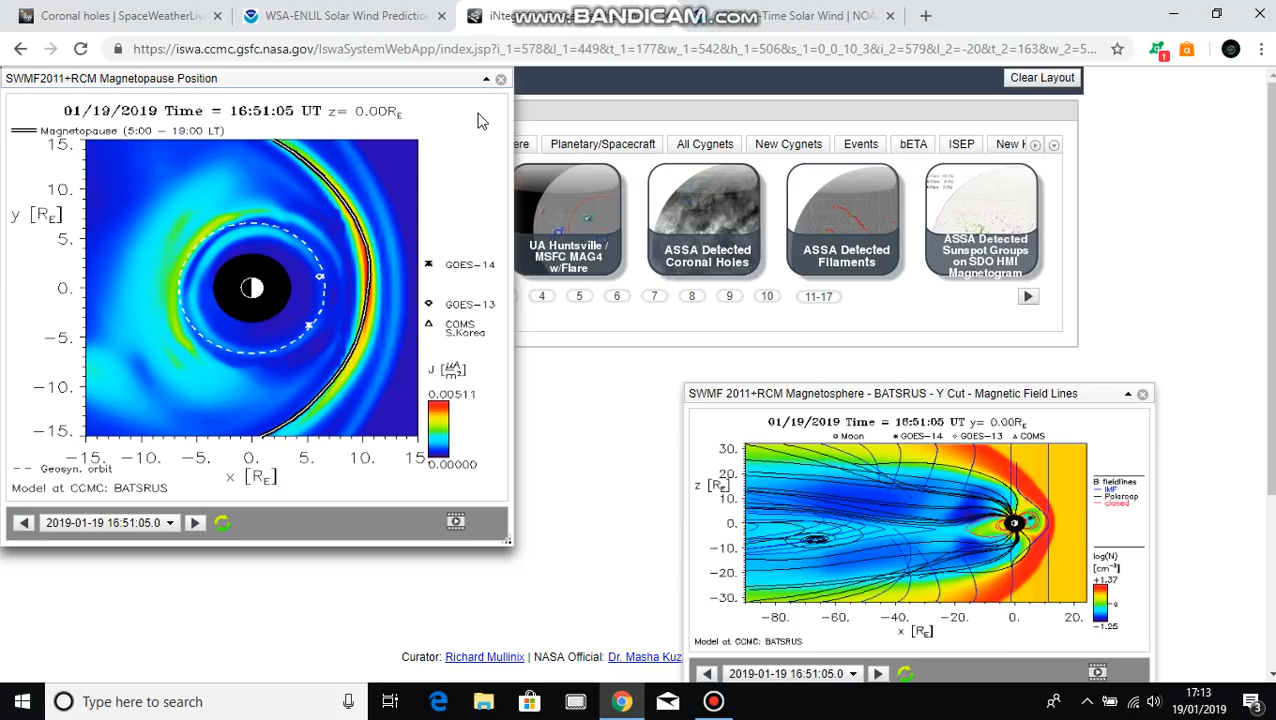 Coronal holes | SpaceWeatherLiv
WSA-ENLIL Solar Wind Prediction
-Time Solar Wind | NOA
WWW.BANDICAM.COM
https://iswa.ccmc.gsfc.nasa.gov/IswaSystemWebApp/index.jsp?i_1=578&l_1=449&t_1=177&w_1=542&h_1=506&s_1=0_0_10_3&i_2=579&l_2=-20&t_2=163&w_2=5...
1
SWMF2011+RCM Magnetopause Position
Clear Layout
01/19/2019 Time = 16:51:05 UT z= 0.00RE
Magnetopause (5:00 – 19:00 LT)
ere
Planetary/Spacecraft
All Cygnets
New Cygnets
Events
bETA
ISEP
New H
15.
10.
y [RE]
5.
0.
-5.
-10.
-15.
-15.
-10.
-5.
0.
5.
10.
15
x [RE]
GOES-14
GOES-13
COMS
S.Korea
J [μA/m²]
0.00511
0.00000
Geosyn. orbit
Model at CCMC: BATSRUS
2019-01-19 16:51:05.0
UA Huntsville /
MSFC MAG4
w/Flare
ASSA Detected
Coronal Holes
ASSA Detected
Filaments
ASSA Detected
Sunspot Groups
on SDO HMI
Magnetogram
4
5
6
7
8
9
10
11-17
SWMF 2011+RCM Magnetosphere - BATSRUS - Y Cut - Magnetic Field Lines
01/19/2019 Time = 16:51:05 UT y= 0.00RE
Moon
GOES-14
GOES-13
COMS
30.
20.
z [RE]
10.
0.
-10.
-20.
-30.
-80.
-60.
-40.
-20.
0.
20.
x [RE]
B fieldlines
IMF
Polarcap
closed
log(N)
[cm⁻³]
+1.37
-1.25
Model at CCMC: BATSRUS
2019-01-19 16:51:05.0
Curator: Richard Mullinix | NASA Official: Dr. Masha Kuz
Type here to search
17:13
19/01/2019
3